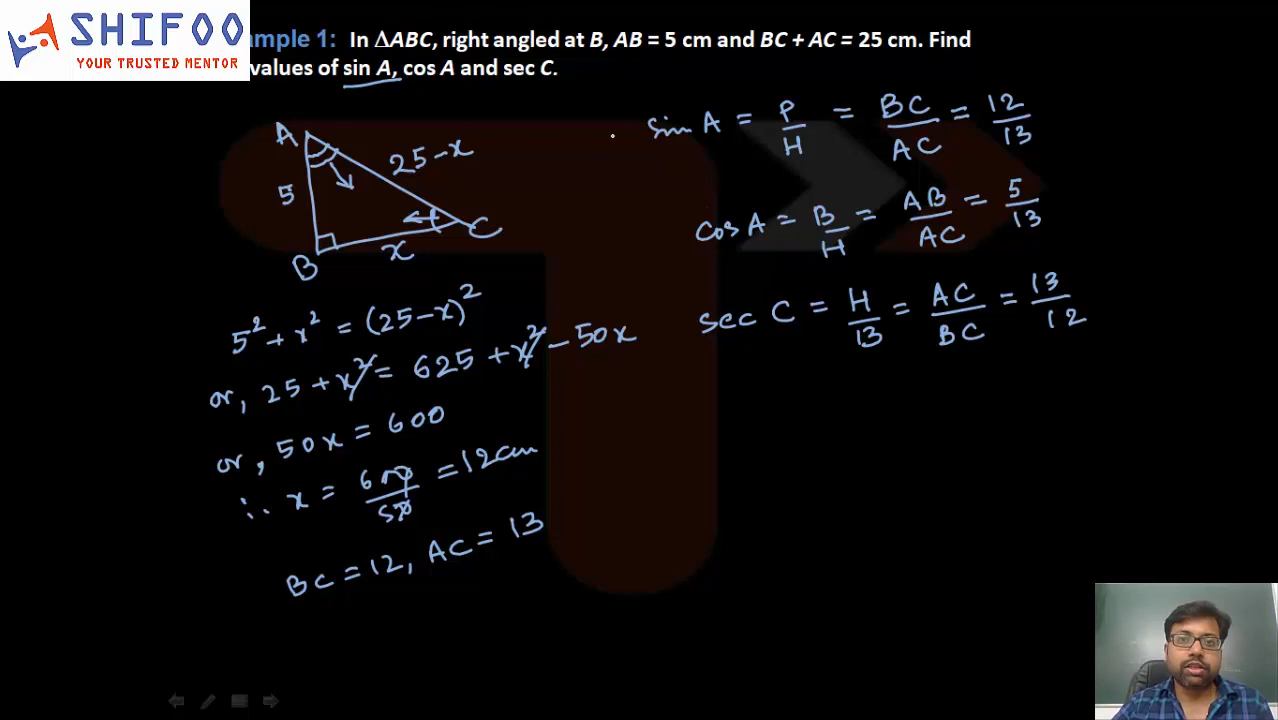 SHIFOO
YOUR TRUSTED MENTOR
ample 1: In ΔABC, right angled at B, AB = 5 cm and BC + AC = 25 cm. Find
values of sin A, cos A and sec C.
A
25-x
5
C
x
B
5² + x² = (25-x)²
or, 25 + x² = 625 + x² - 50x
or, 50x = 600
∴ x = 600/50 = 12cm
BC = 12, AC = 13
sin A = P/H = BC/AC = 12/13
cos A = B/H = AB/AC = 5/13
sec C = H/13 = AC/BC = 13/12